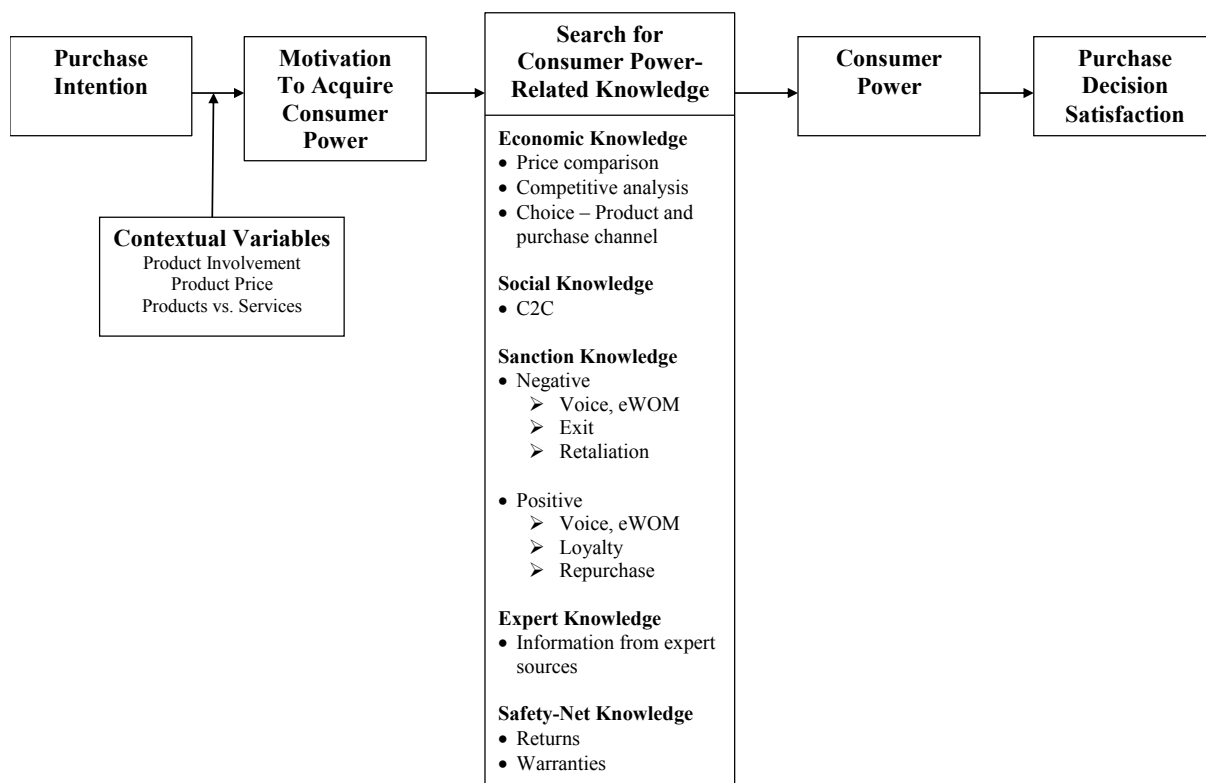 Purchase
Intention
Motivation
To Acquire
Consumer
Power
Contextual Variables
Product Involvement
Product Price
Products vs. Services
Search for
Consumer Power-
Related Knowledge
Economic Knowledge
• Price comparison
• Competitive analysis
• Choice – Product and
purchase channel
Social Knowledge
• C2C
Sanction Knowledge
• Negative
➢ Voice, eWOM
➢ Exit
➢ Retaliation
• Positive
➢ Voice, eWOM
➢ Loyalty
➢ Repurchase
Expert Knowledge
• Information from expert
sources
Safety-Net Knowledge
• Returns
• Warranties
Consumer
Power
Purchase
Decision
Satisfaction